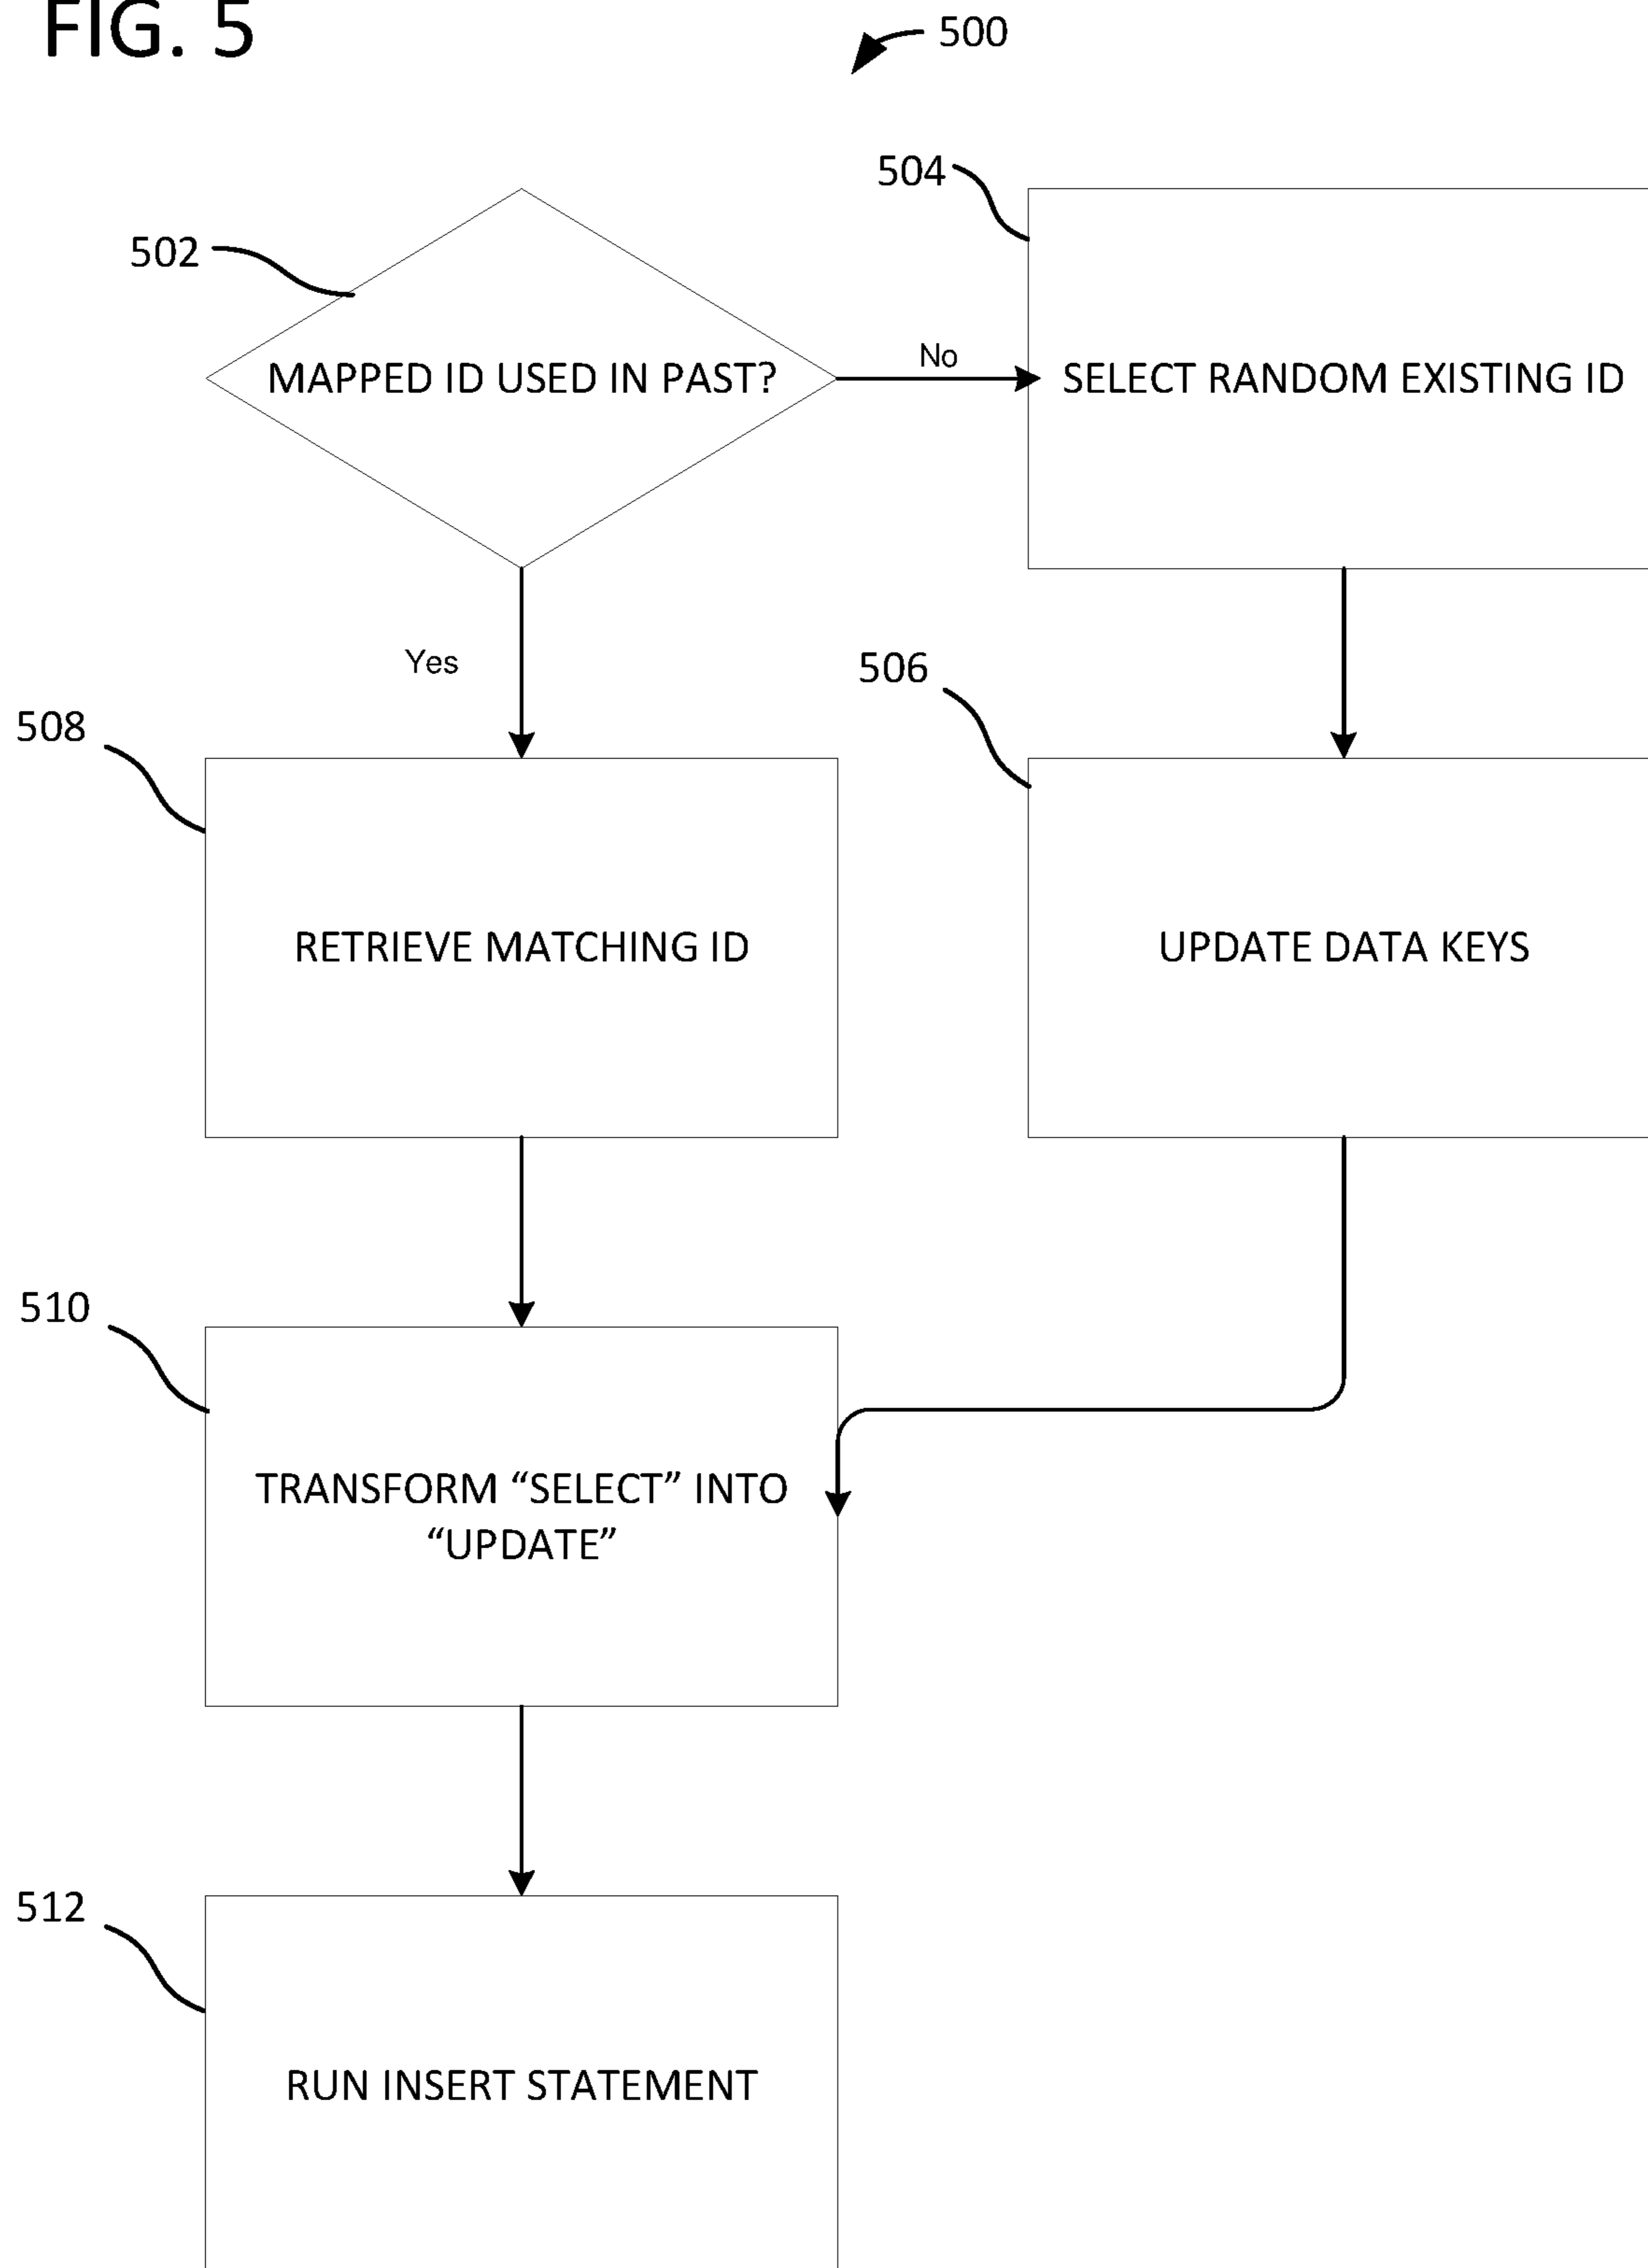 FIG. 5
500
504
502
MAPPED ID USED IN PAST?
No
SELECT RANDOM EXISTING ID
Yes
506
508
RETRIEVE MATCHING ID
UPDATE DATA KEYS
510
TRANSFORM “SELECT” INTO
“UPDATE”
512
RUN INSERT STATEMENT